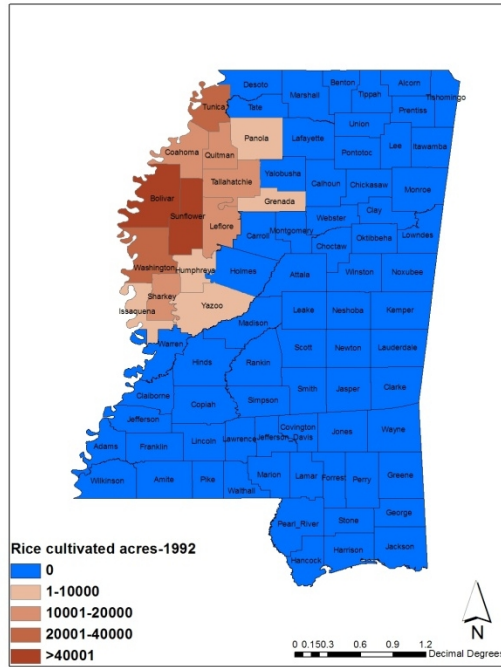 Desoto Benton Alcorn
Marshall Tippah Tishomingo
Tunica Tate Prentiss
Union
Panola Lafayette Lee Itawamba
Coahoma Quitman Pontotoc
Yalobusha
Tallahatchie Calhoun Chickasaw Monroe
Bolivar Grenada
Sunflower Clay
Leflore Webster
Carroll Montgomery Oktibbeha Lowndes
Choctaw
Washington Humphreys
Holmes Attala Winston Noxubee
Sharkey
Issaquena Yazoo Leake Neshoba Kemper
Madison
Warren Scott Newton Lauderdale
Hinds Rankin
Smith Jasper Clarke
Claiborne Simpson
Copiah
Jefferson Covington
Lincoln Lawrence Jefferson_Davis Jones Wayne
Adams Franklin
Marion Lamar Forrest Perry Greene
Wilkinson Amite Pike
Walthall
George
Pearl_River Stone
Jackson
Hancock Harrison
Rice cultivated acres-1992
0
1-10000
10001-20000
20001-40000
>40001
N
0 0.15 0.3 0.6 0.9 1.2
Decimal Degrees